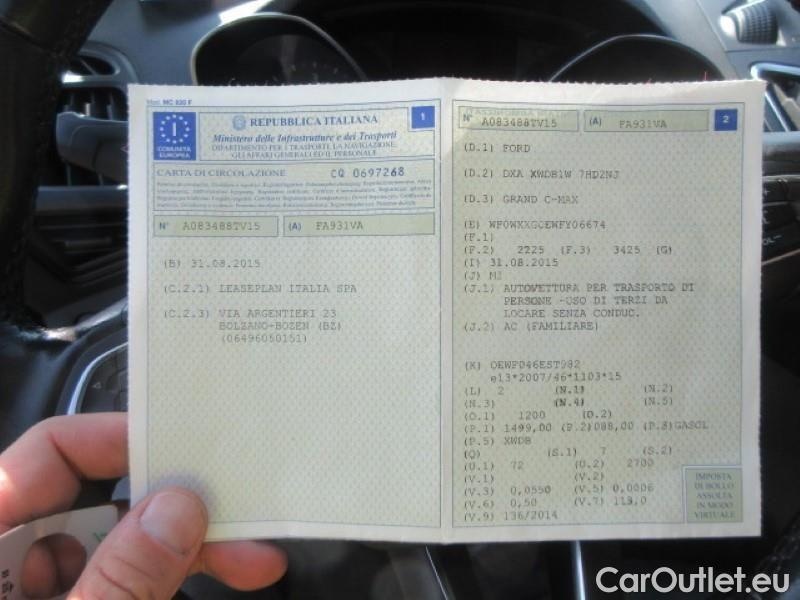 Mod. MC 820 F
I
COMUNITÀ
EUROPEA
REPUBBLICA ITALIANA
1
Ministero delle Infrastrutture e dei Trasporti
DIPARTIMENTO PER I TRASPORTI, LA NAVIGAZIONE,
GLI AFFARI GENERALI ED IL PERSONALE
CARTA DI CIRCOLAZIONE CQ 0697268
N° A083488TV15 (A) FA931VA
(B) 31.08.2015
(C.2.1) LEASEPLAN ITALIA SPA
(C.2.3) VIA ARGENTIERI 23
BOLZANO-BOZEN (BZ)
(06496050151)
N° A083488TV15 (A) FA931VA 2
(D.1) FORD
(D.2) DXA XWDB1W 7HD2NJ
(D.3) GRAND C-MAX
(E) WF0WXXGCEWFY06674
(F.1)
(F.2) 2225 (F.3) 3425 (G)
(I) 31.08.2015
(J) M1
(J.1) AUTOVETTURA PER TRASPORTO DI
PERSONE -USO DI TERZI DA
LOCARE SENZA CONDUC.
(J.2) AC (FAMILIARE)
(K) OEWF046EST982
e13*2007/46*1103*15
(L) 2 (N.1) (N.2)
(N.3) (N.4) (N.5)
(O.1) 1200 (O.2)
(P.1) 1499,00 (P.2)088,00 (P.3)GASOL
(P.5) XWDB
(Q) (S.1) 7 (S.2)
(U.1) 72 (U.2) 2700
(V.1) (V.2)
(V.3) 0,0550 (V.5) 0,0006
(V.6) 0,50 (V.7) 113,0
(V.9) 136/2014
IMPOSTA
DI BOLLO
ASSOLTA
IN MODO
VIRTUALE
CarOutlet.eu